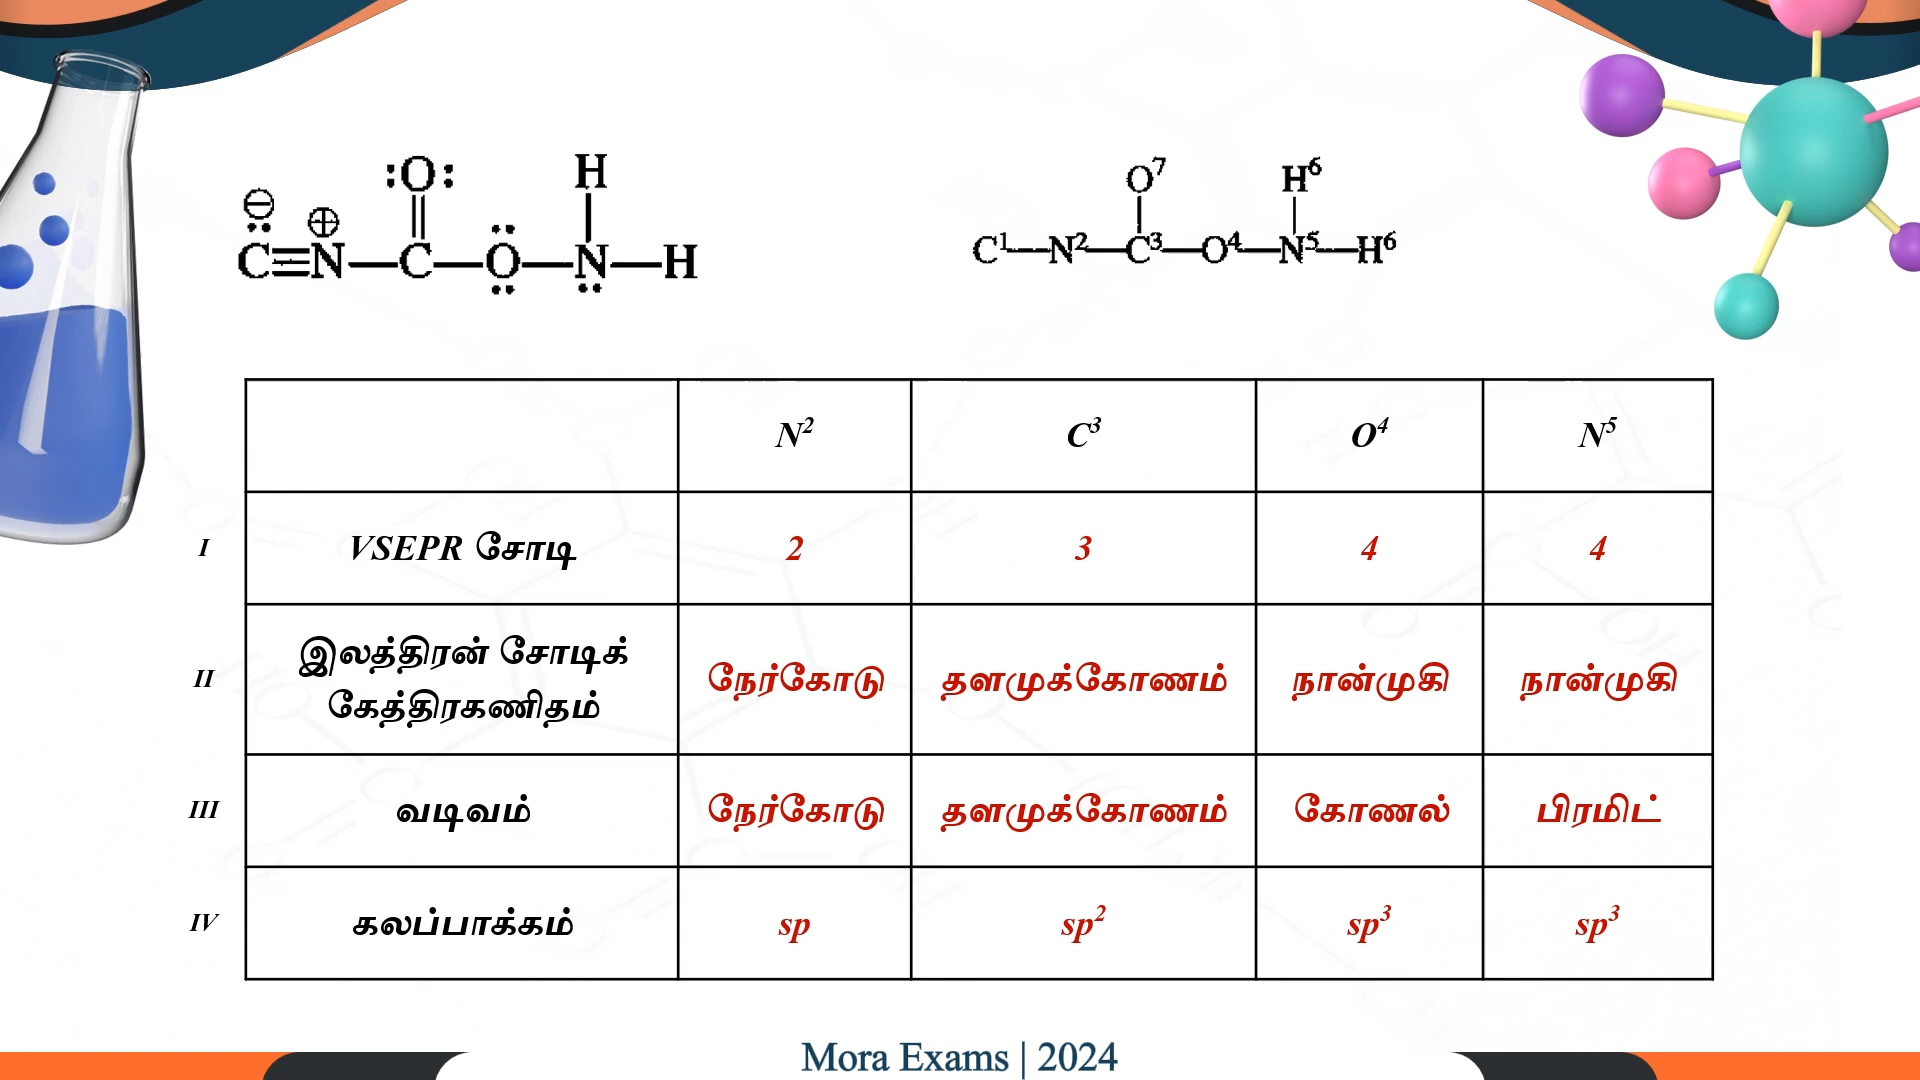 :O: H
⊖ ⊕
C≡N—C—O—N—H
O⁷ H⁶
C¹—N²—C³—O⁴—N⁵—H⁶
N² C³ O⁴ N⁵
I VSEPR சோடி 2 3 4 4
இலத்திரன் சோடிக்
II கேத்திரகணிதம் நேர்கோடு தளமுக்கோணம் நான்முகி நான்முகி
III வடிவம் நேர்கோடு தளமுக்கோணம் கோணல் பிரமிட்
IV கலப்பாக்கம் sp sp² sp³ sp³
Mora Exams | 2024